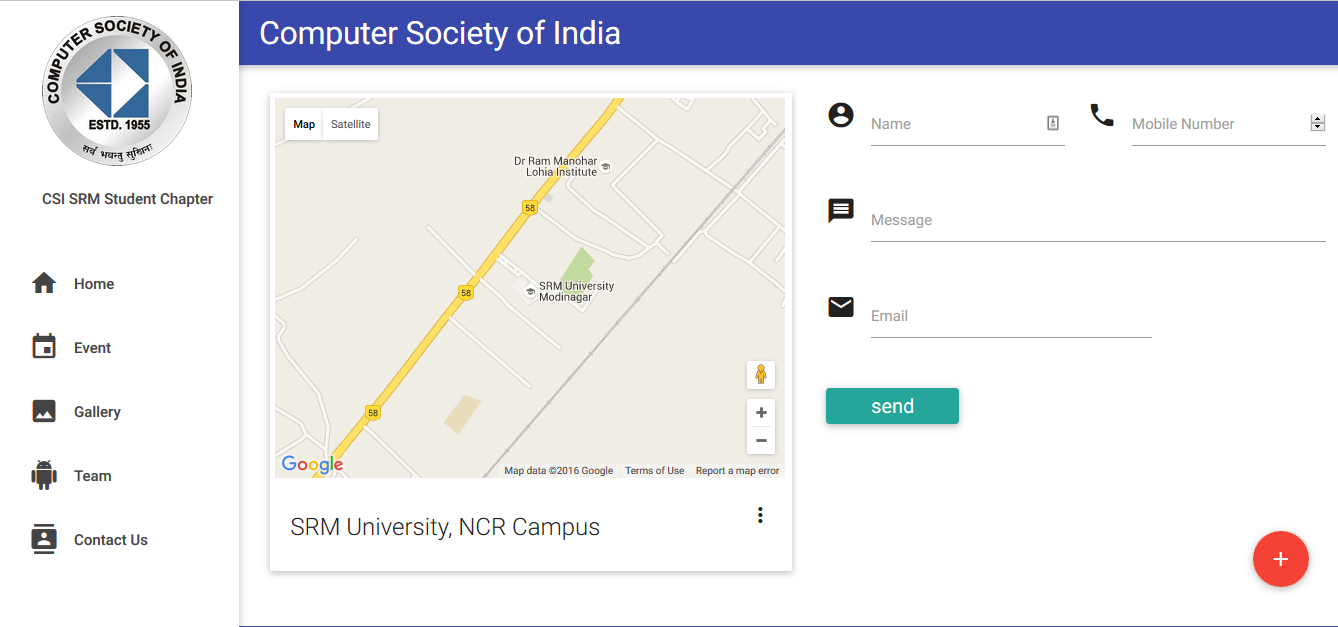 COMPUTER SOCIETY OF INDIA
ESTD. 1955
सर्व भवन्तु सुखिनः
CSI SRM Student Chapter
Home
Event
Gallery
Team
Contact Us
Computer Society of India
Map Satellite
Dr Ram Manohar
Lohia Institute
58
58
SRM University
Modinagar
58
Google
Map data ©2016 Google Terms of Use Report a map error
SRM University, NCR Campus
Name
Mobile Number
Message
Email
send